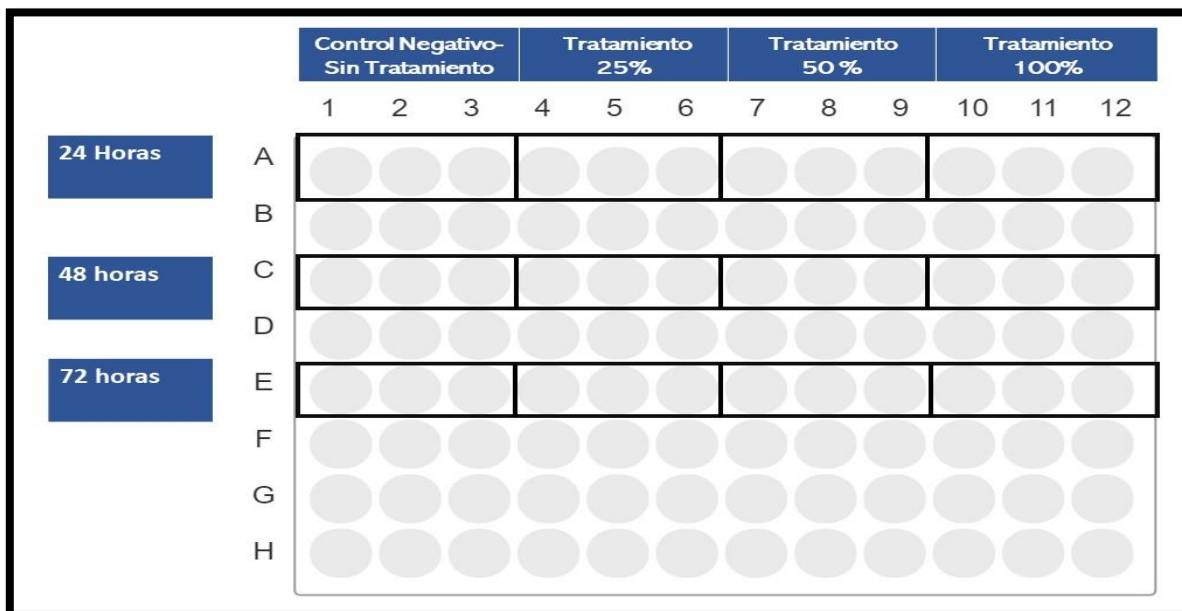 Control Negativo-
Sin Tratamiento
Tratamiento
25%
Tratamiento
50 %
Tratamiento
100%
1 2 3 4 5 6 7 8 9 10 11 12
24 Horas
A
B
48 horas
C
D
72 horas
E
F
G
H